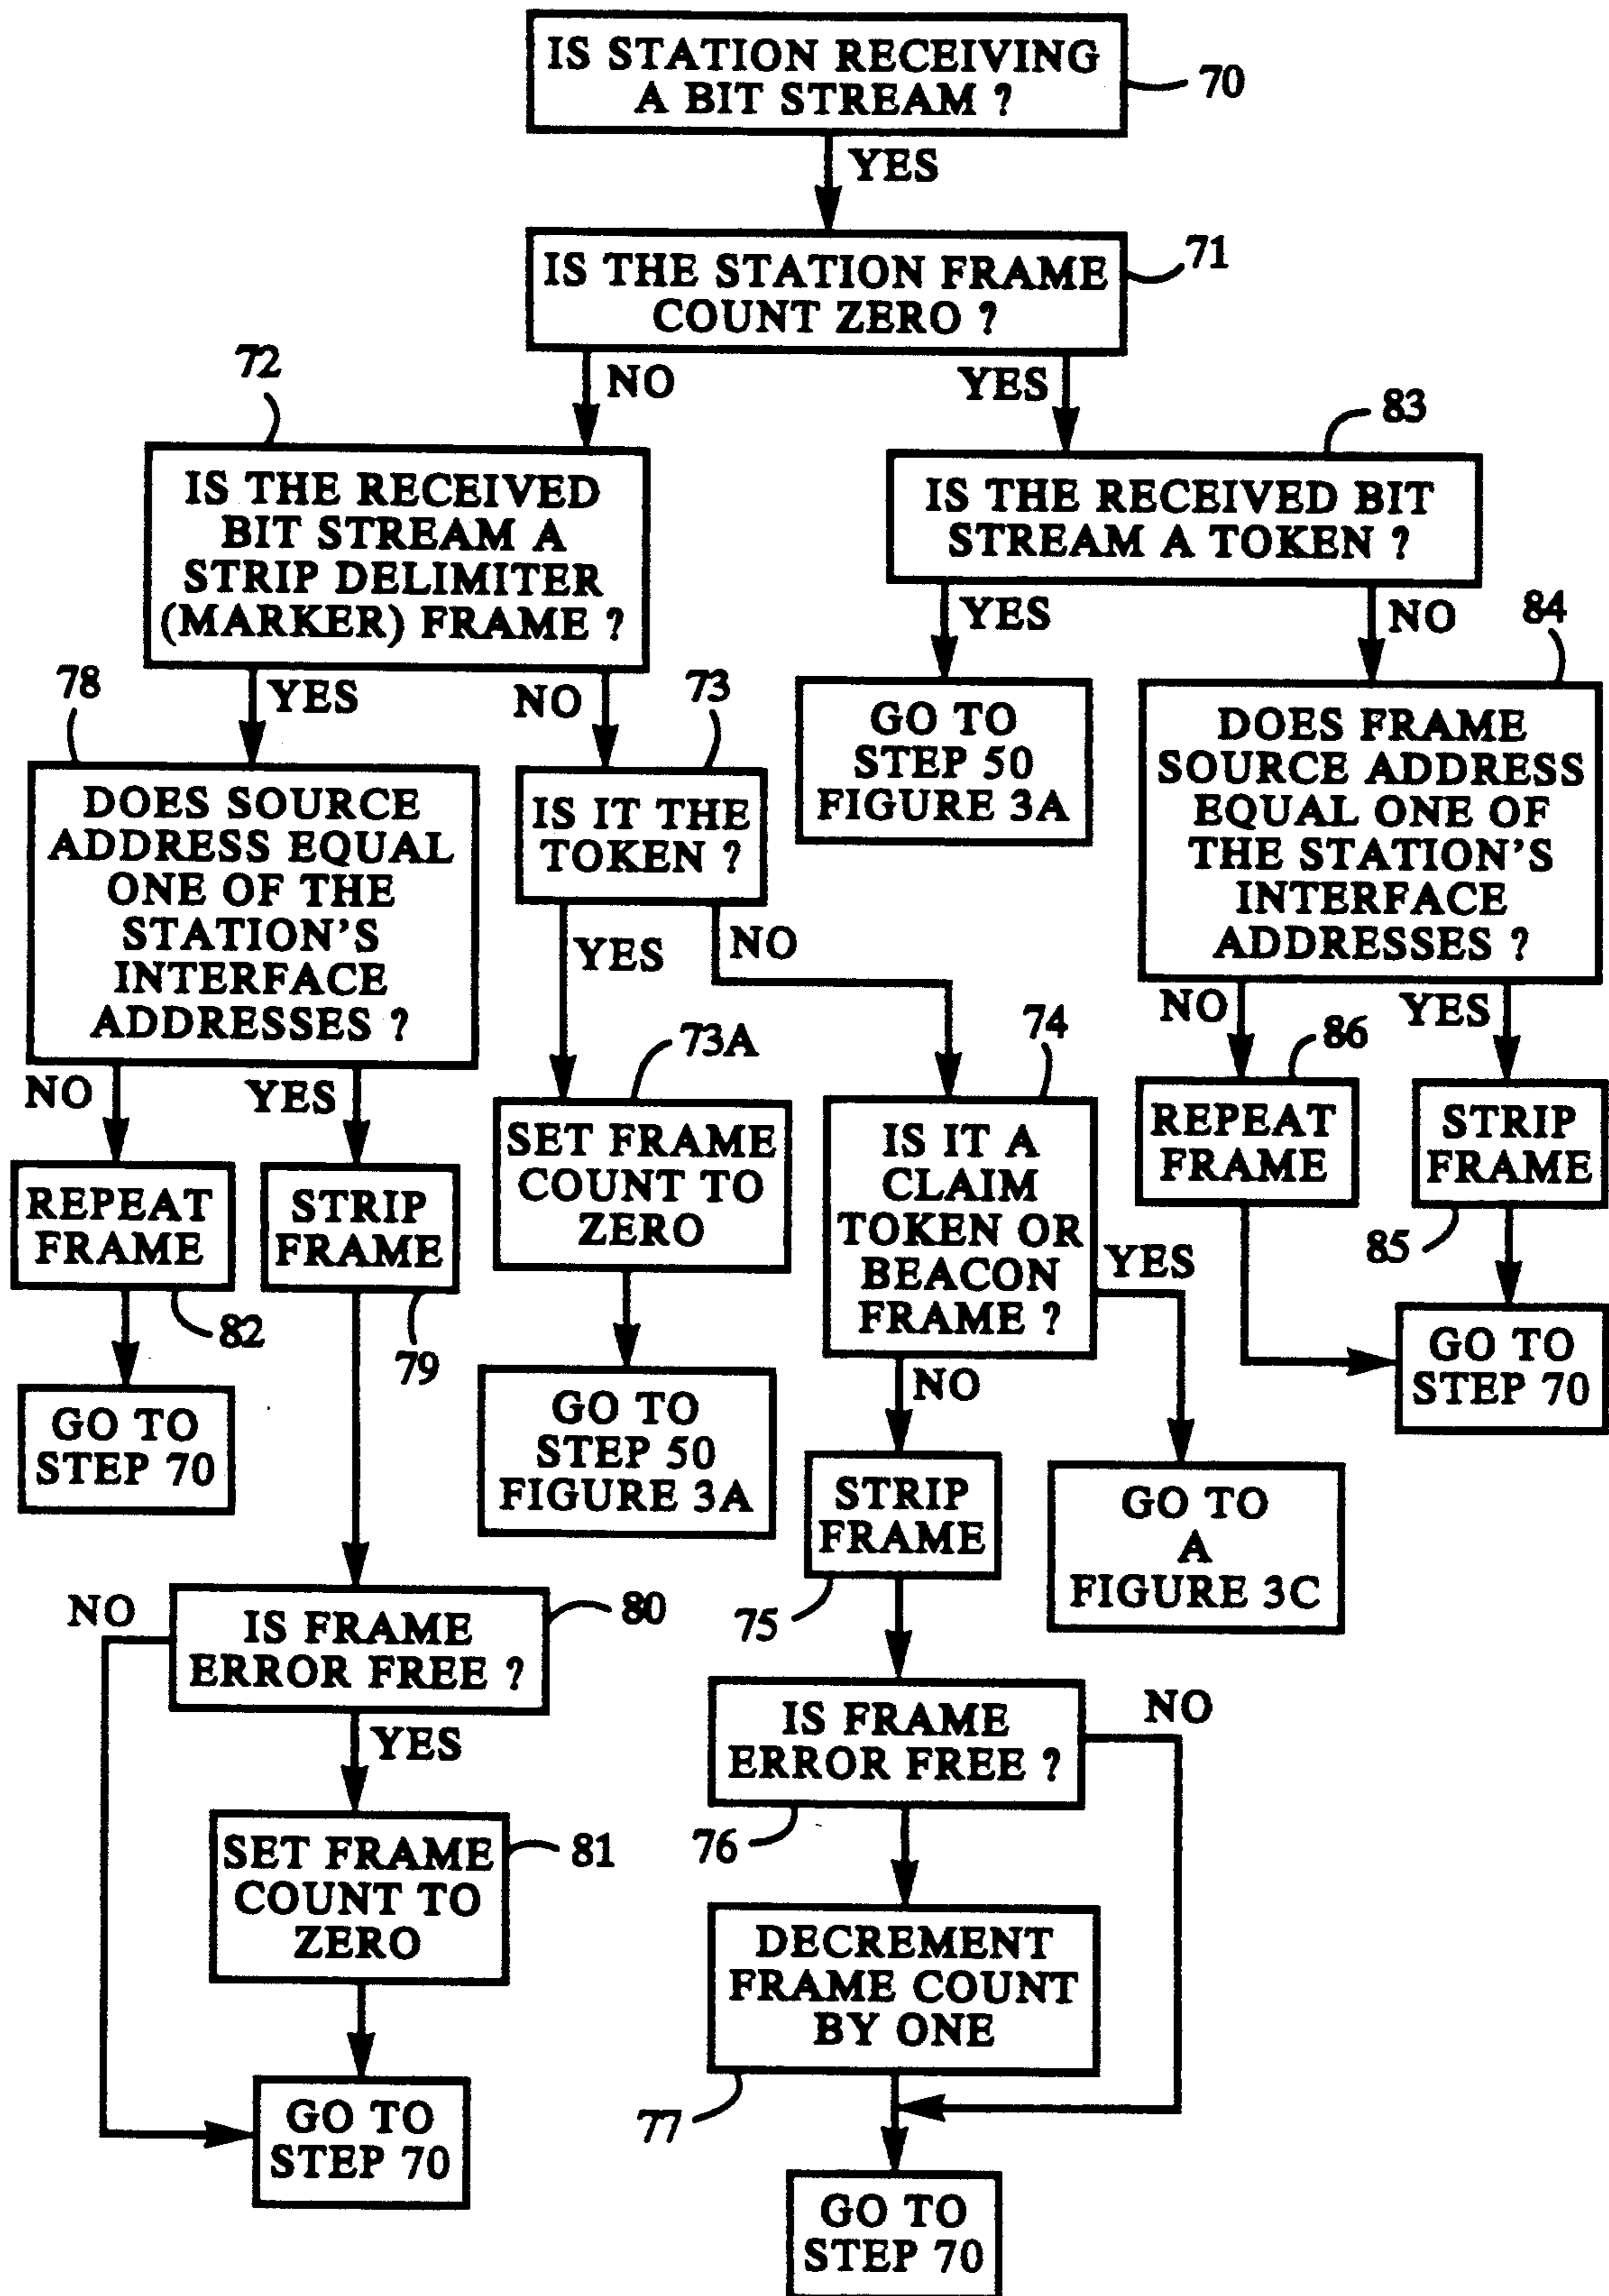 IS STATION RECEIVING
A BIT STREAM ?
70
YES
IS THE STATION FRAME
COUNT ZERO ?
71
NO
YES
72
IS THE RECEIVED
BIT STREAM A
STRIP DELIMITER
(MARKER) FRAME ?
83
IS THE RECEIVED BIT
STREAM A TOKEN ?
YES
NO
YES
NO
78
DOES SOURCE
ADDRESS EQUAL
ONE OF THE
STATION'S
INTERFACE
ADDRESSES ?
73
IS IT THE
TOKEN ?
GO TO
STEP 50
FIGURE 3A
84
DOES FRAME
SOURCE ADDRESS
EQUAL ONE OF
THE STATION'S
INTERFACE
ADDRESSES ?
YES
NO
NO
YES
NO
YES
REPEAT
FRAME
82
STRIP
FRAME
79
73A
SET FRAME
COUNT TO
ZERO
74
IS IT A
CLAIM
TOKEN OR
BEACON
FRAME ?
YES
86
REPEAT
FRAME
STRIP
FRAME
85
GO TO
STEP 70
GO TO
STEP 50
FIGURE 3A
NO
GO TO
STEP 70
STRIP
FRAME
75
GO TO
A
FIGURE 3C
NO
IS FRAME
ERROR FREE ?
80
YES
IS FRAME
ERROR FREE ?
76
NO
SET FRAME
COUNT TO
ZERO
81
DECREMENT
FRAME COUNT
BY ONE
77
GO TO
STEP 70
GO TO
STEP 70